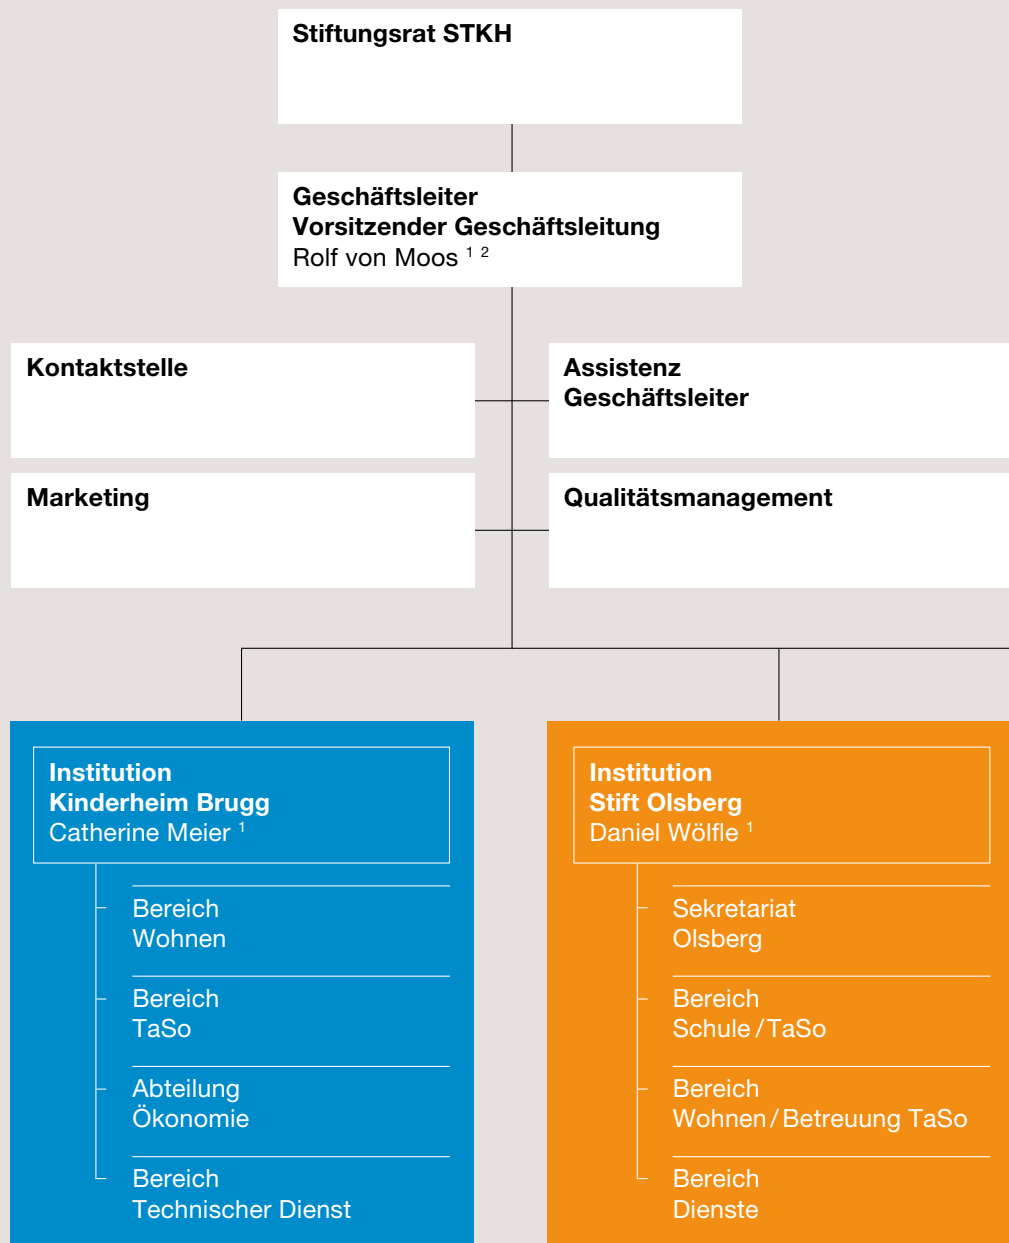 Stiftungsrat STKH
Geschäftsleiter
Vorsitzender Geschäftsleitung
Rolf von Moos ¹ ²
Kontaktstelle
Assistenz
Geschäftsleiter
Marketing
Qualitätsmanagement
Institution
Kinderheim Brugg
Catherine Meier ¹
Bereich
Wohnen
Bereich
TaSo
Abteilung
Ökonomie
Bereich
Technischer Dienst
Institution
Stift Olsberg
Daniel Wölfle ¹
Sekretariat
Olsberg
Bereich
Schule / TaSo
Bereich
Wohnen / Betreuung TaSo
Bereich
Dienste